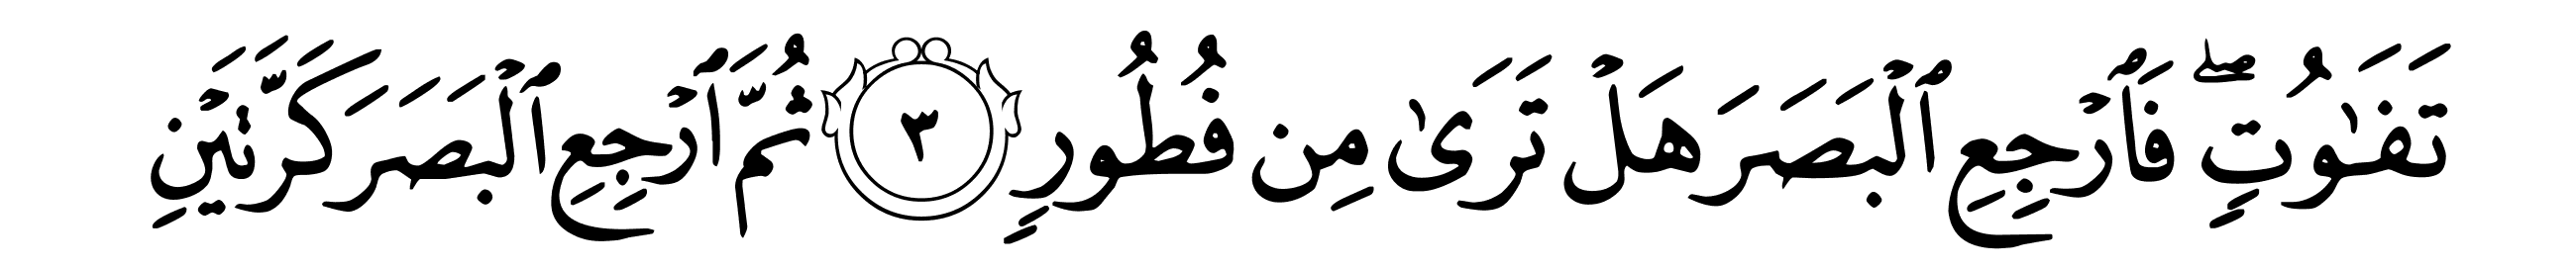 تَفَٰوُتٖۖ فَٱرۡجِعِ ٱلۡبَصَرَ هَلۡ تَرَىٰ مِن فُطُورٖ ٣ ثُمَّ ٱرۡجِعِ ٱلۡبَصَرَ كَرَّتَيۡنِ